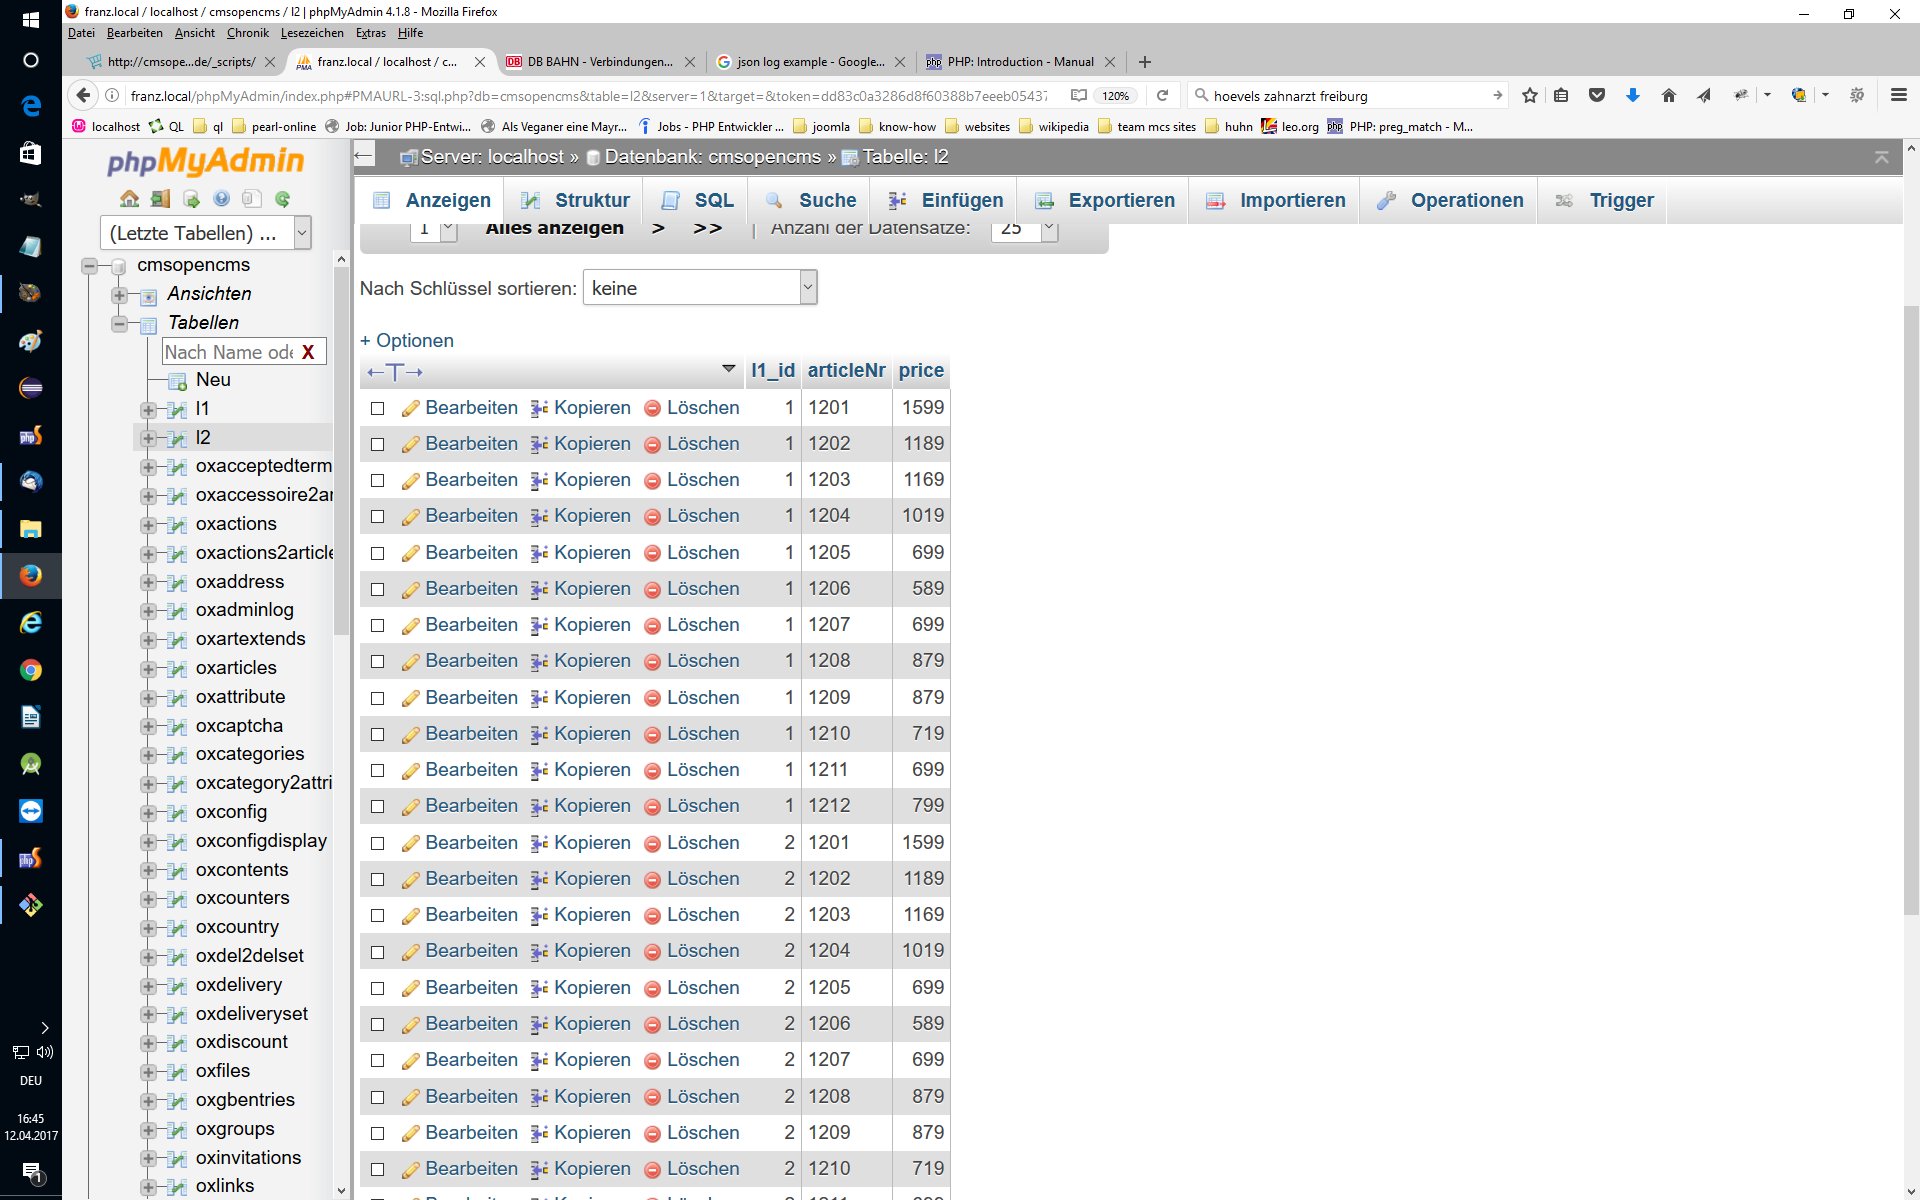 franz.local / localhost / cmsopencms / l2 | phpMyAdmin 4.1.8 - Mozilla Firefox
Datei Bearbeiten Ansicht Chronik Lesezeichen Extras Hilfe
http://cmsope...de/_scripts/ franz.local / localhost / c... DB BAHN - Verbindungen... json log example - Google... PHP: Introduction - Manual
franz.local/phpMyAdmin/index.php#PMAURL-3:sql.php?db=cmsopencms&table=l2&server=1&target=&token=dd83c0a3286d8f60388b7eeeb05437 120% hoevels zahnarzt freiburg
localhost QL ql pearl-online Job: Junior PHP-Entwi... Als Veganer eine Mayr... Jobs - PHP Entwickler ... joomla know-how websites wikipedia team mcs sites huhn leo.org PHP: preg_match - M...
phpMyAdmin
Server: localhost » Datenbank: cmsopencms » Tabelle: l2
Anzeigen Struktur SQL Suche Einfügen Exportieren Importieren Operationen Trigger
(Letzte Tabellen) ...
1 Alles anzeigen > >> | Anzahl der Datensätze: 25
cmsopencms
Ansichten
Tabellen
Nach Name ode X
Neu
l1
l2
oxacceptedterm
oxaccessoire2ar
oxactions
oxactions2article
oxaddress
oxadminlog
oxartextends
oxarticles
oxattribute
oxcaptcha
oxcategories
oxcategory2attri
oxconfig
oxconfigdisplay
oxcontents
oxcounters
oxcountry
oxdel2delset
oxdelivery
oxdeliveryset
oxdiscount
oxfiles
oxgbentries
oxgroups
oxinvitations
oxlinks
Nach Schlüssel sortieren: keine
+ Optionen
←T→ l1_id articleNr price
Bearbeiten Kopieren Löschen 1 1201 1599
Bearbeiten Kopieren Löschen 1 1202 1189
Bearbeiten Kopieren Löschen 1 1203 1169
Bearbeiten Kopieren Löschen 1 1204 1019
Bearbeiten Kopieren Löschen 1 1205 699
Bearbeiten Kopieren Löschen 1 1206 589
Bearbeiten Kopieren Löschen 1 1207 699
Bearbeiten Kopieren Löschen 1 1208 879
Bearbeiten Kopieren Löschen 1 1209 879
Bearbeiten Kopieren Löschen 1 1210 719
Bearbeiten Kopieren Löschen 1 1211 699
Bearbeiten Kopieren Löschen 1 1212 799
Bearbeiten Kopieren Löschen 2 1201 1599
Bearbeiten Kopieren Löschen 2 1202 1189
Bearbeiten Kopieren Löschen 2 1203 1169
Bearbeiten Kopieren Löschen 2 1204 1019
Bearbeiten Kopieren Löschen 2 1205 699
Bearbeiten Kopieren Löschen 2 1206 589
Bearbeiten Kopieren Löschen 2 1207 699
Bearbeiten Kopieren Löschen 2 1208 879
Bearbeiten Kopieren Löschen 2 1209 879
Bearbeiten Kopieren Löschen 2 1210 719
DEU
16:45
12.04.2017
1